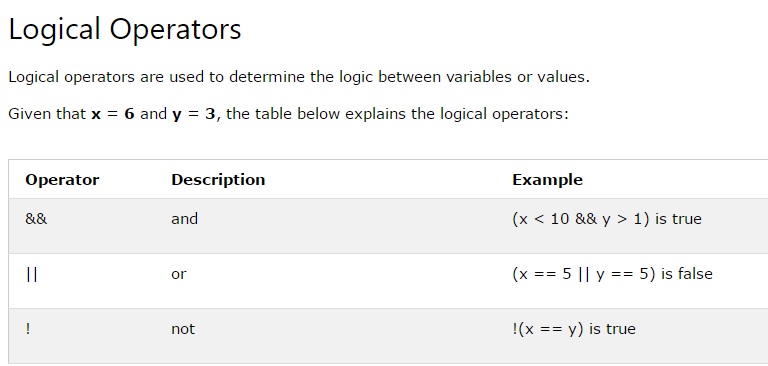 Logical Operators
Logical operators are used to determine the logic between variables or values.
Given that x = 6 and y = 3, the table below explains the logical operators:
Operator Description Example
&& and (x < 10 && y > 1) is true
|| or (x == 5 || y == 5) is false
! not !(x == y) is true